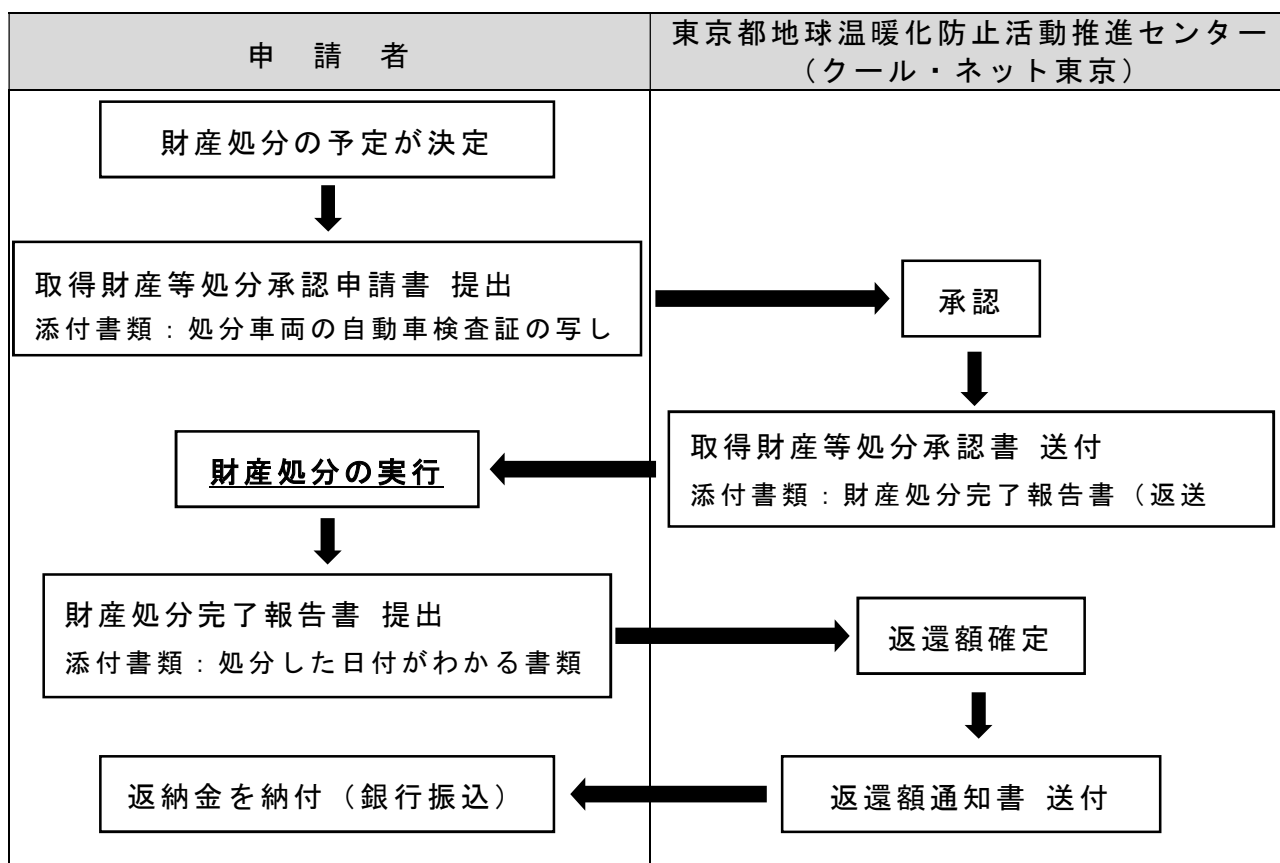 申 請 者
東京都地球温暖化防止活動推進センター
（クール・ネット東京）
財産処分の予定が決定
取得財産等処分承認申請書 提出
添付書類：処分車両の自動車検査証の写し
承認
取得財産等処分承認書 送付
添付書類：財産処分完了報告書（返送
財産処分の実行
財産処分完了報告書 提出
添付書類：処分した日付がわかる書類
返還額確定
返還額通知書 送付
返納金を納付（銀行振込）